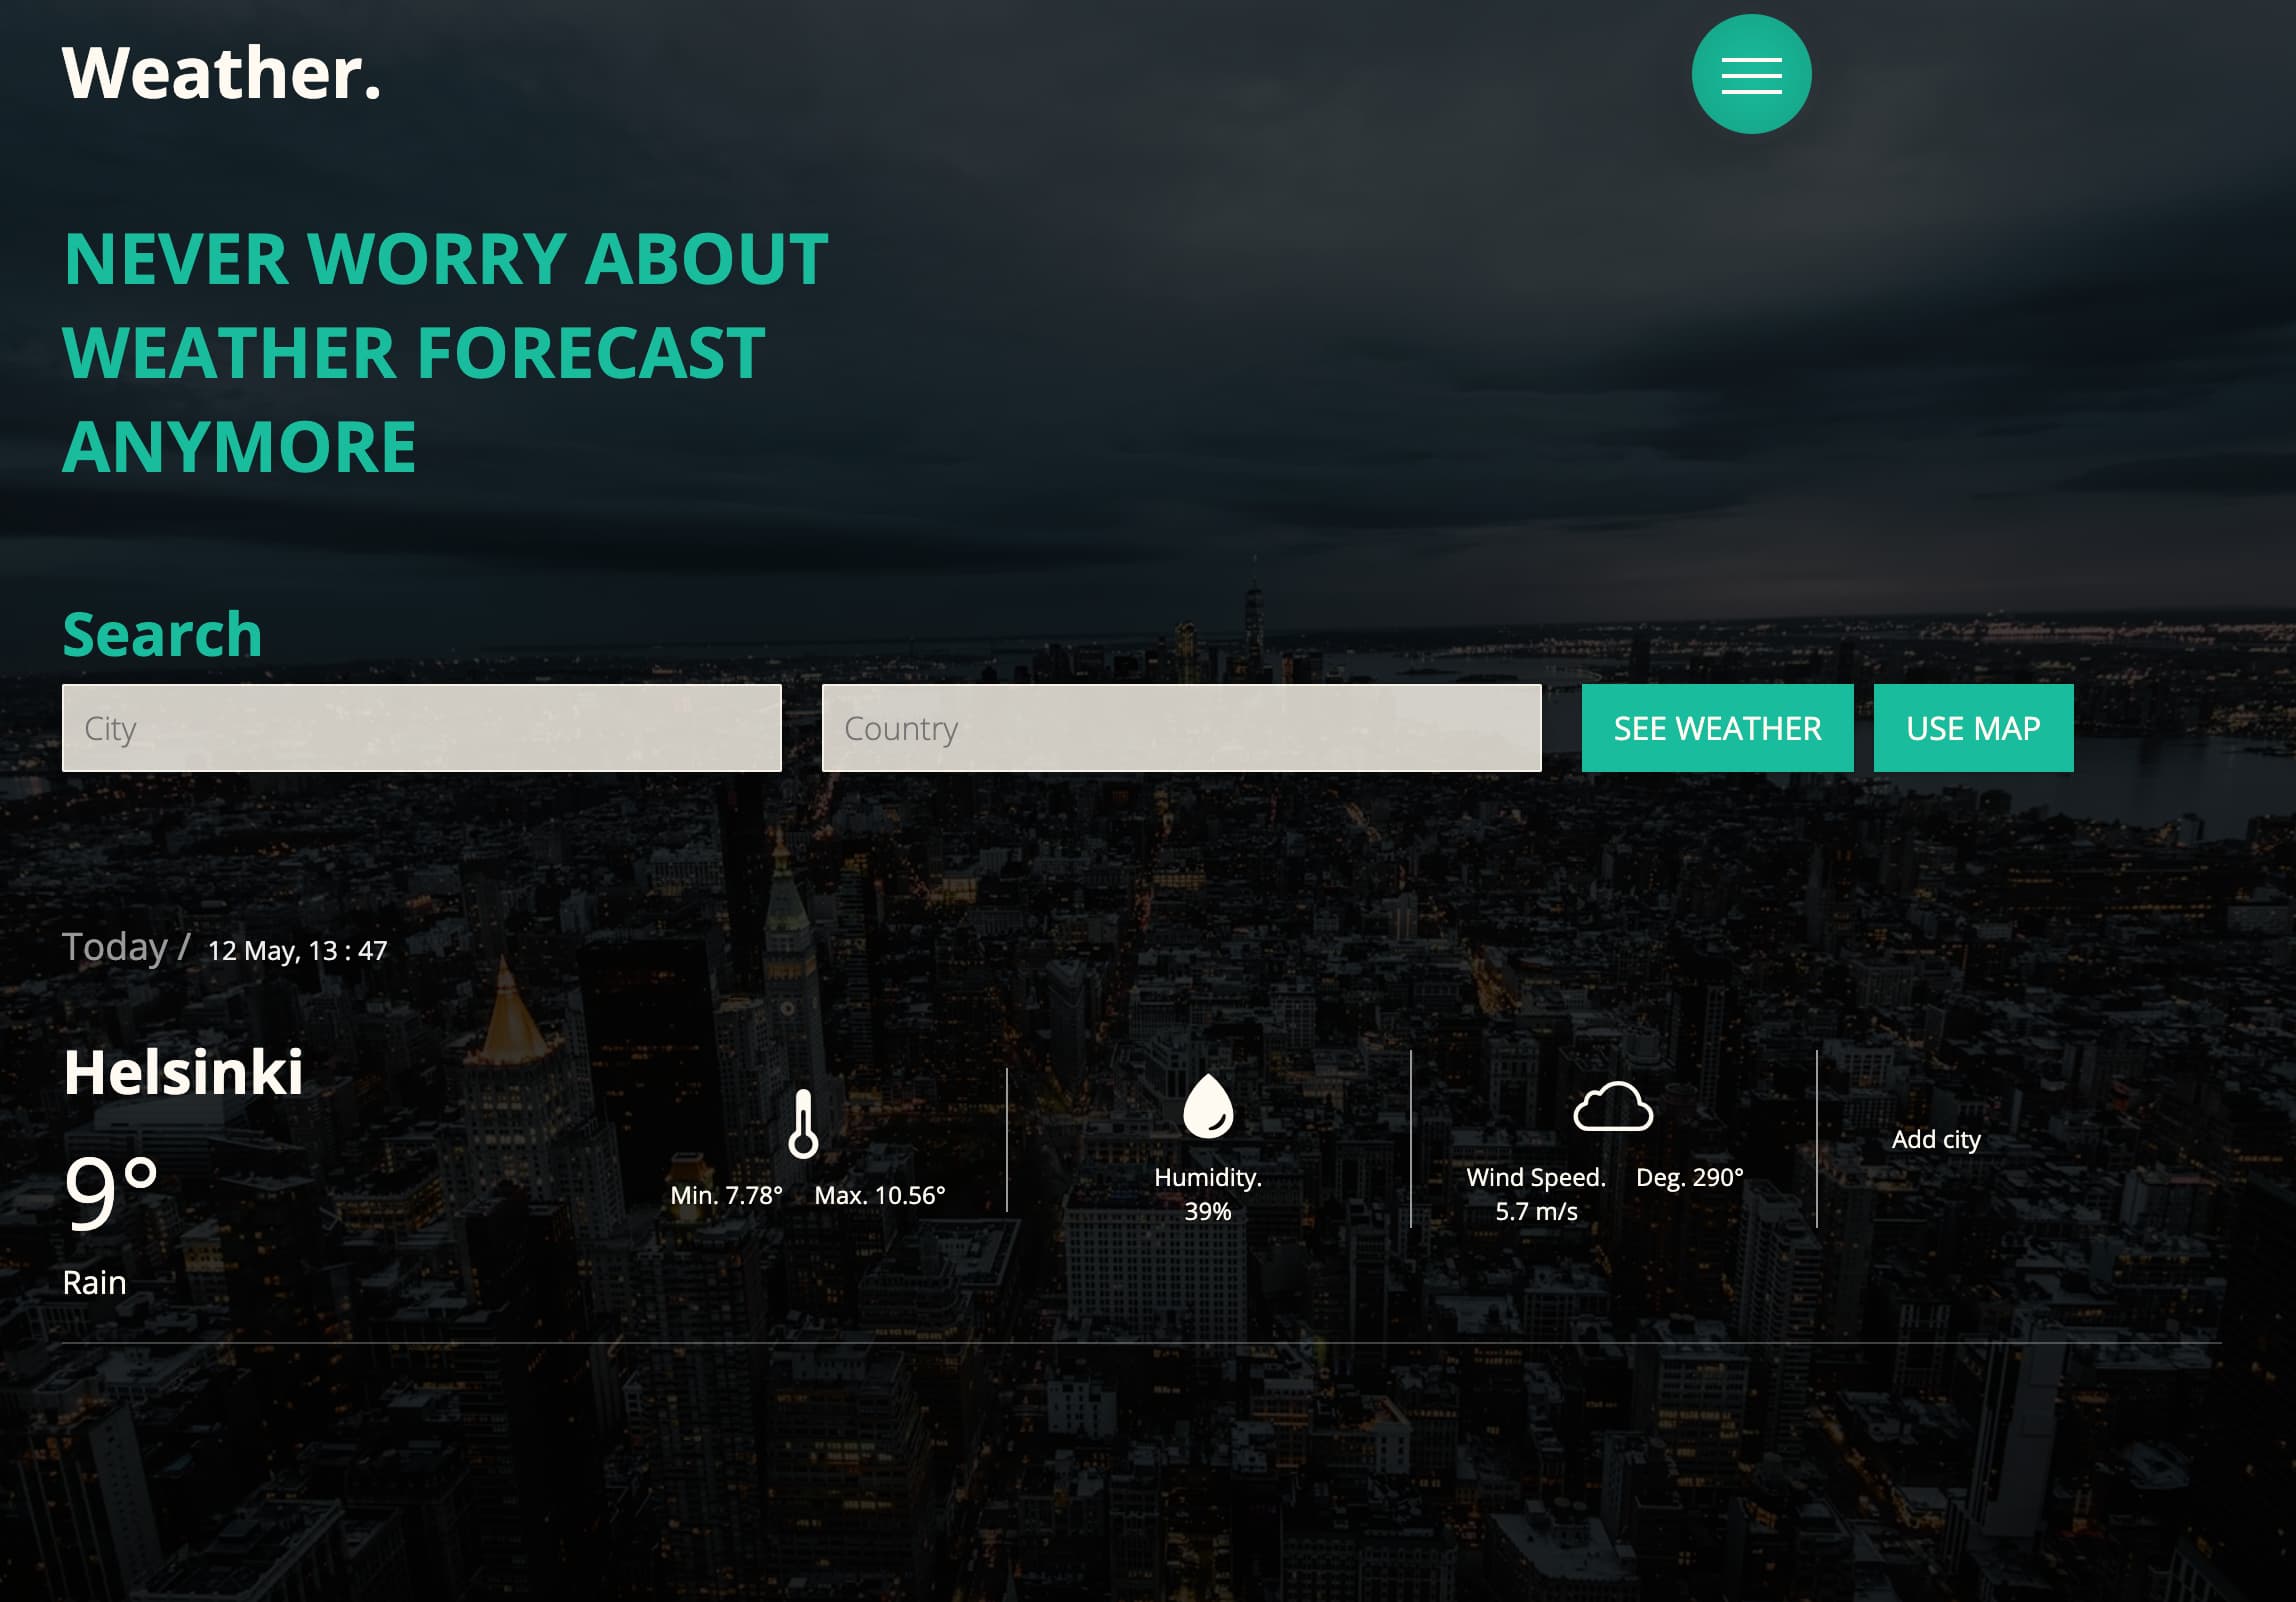 Weather.
NEVER WORRY ABOUT
WEATHER FORECAST
ANYMORE
Search
City
Country
SEE WEATHER
USE MAP
Today / 12 May, 13 : 47
Helsinki
9°
Rain
Min. 7.78° Max. 10.56°
Humidity.
39%
Wind Speed. Deg. 290°
5.7 m/s
Add city